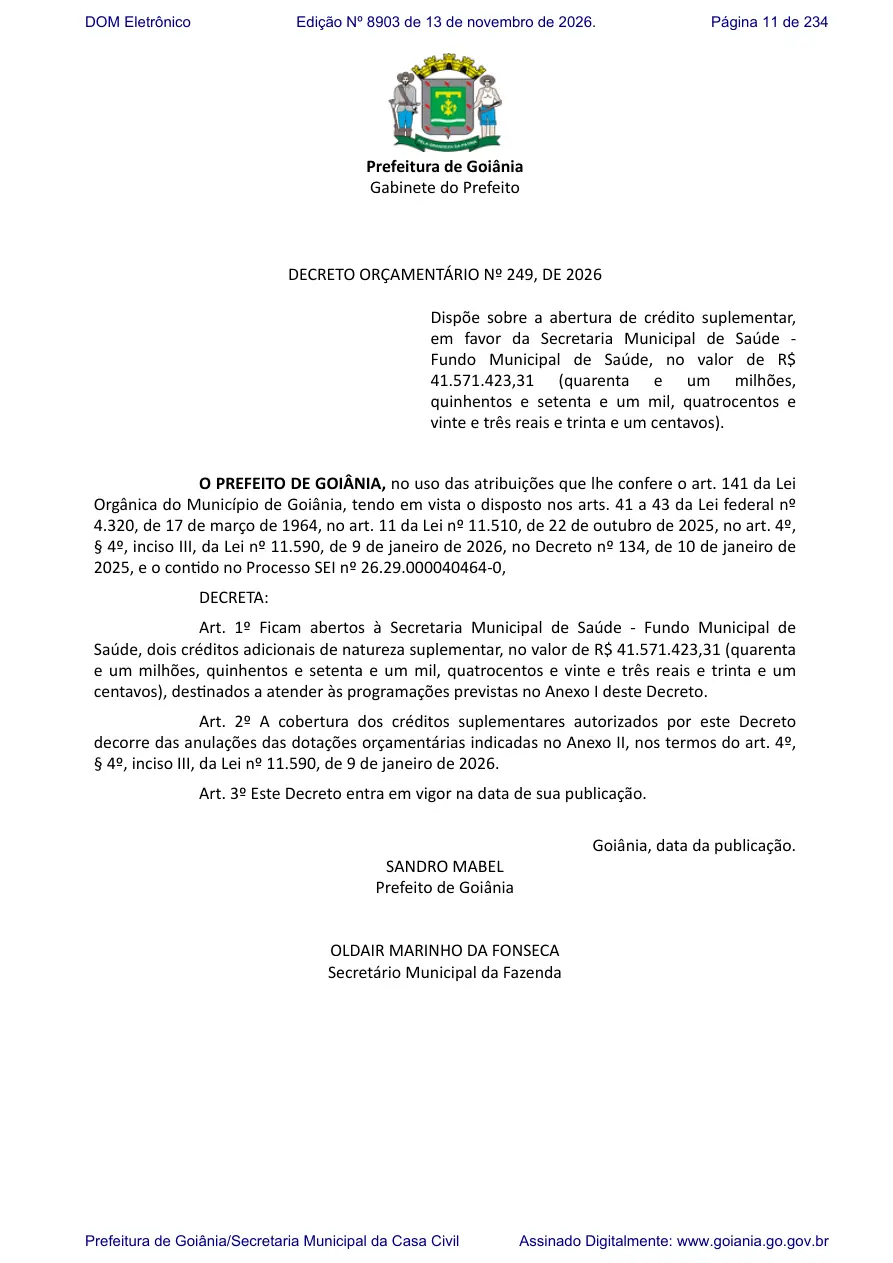 DOM Eletrônico Edição Nº 8903 de 13 de novembro de 2026. Página 11 de 234
PELA GRANDEZA DA PÁTRIA
Prefeitura de Goiânia
Gabinete do Prefeito
DECRETO ORÇAMENTÁRIO Nº 249, DE 2026
Dispõe sobre a abertura de crédito suplementar,
em favor da Secretaria Municipal de Saúde -
Fundo Municipal de Saúde, no valor de R$
41.571.423,31 (quarenta e um milhões,
quinhentos e setenta e um mil, quatrocentos e
vinte e três reais e trinta e um centavos).
O PREFEITO DE GOIÂNIA, no uso das atribuições que lhe confere o art. 141 da Lei
Orgânica do Município de Goiânia, tendo em vista o disposto nos arts. 41 a 43 da Lei federal nº
4.320, de 17 de março de 1964, no art. 11 da Lei nº 11.510, de 22 de outubro de 2025, no art. 4º,
§ 4º, inciso III, da Lei nº 11.590, de 9 de janeiro de 2026, no Decreto nº 134, de 10 de janeiro de
2025, e o contido no Processo SEI nº 26.29.000040464-0,
DECRETA:
Art. 1º Ficam abertos à Secretaria Municipal de Saúde - Fundo Municipal de
Saúde, dois créditos adicionais de natureza suplementar, no valor de R$ 41.571.423,31 (quarenta
e um milhões, quinhentos e setenta e um mil, quatrocentos e vinte e três reais e trinta e um
centavos), destinados a atender às programações previstas no Anexo I deste Decreto.
Art. 2º A cobertura dos créditos suplementares autorizados por este Decreto
decorre das anulações das dotações orçamentárias indicadas no Anexo II, nos termos do art. 4º,
§ 4º, inciso III, da Lei nº 11.590, de 9 de janeiro de 2026.
Art. 3º Este Decreto entra em vigor na data de sua publicação.
Goiânia, data da publicação.
SANDRO MABEL
Prefeito de Goiânia
OLDAIR MARINHO DA FONSECA
Secretário Municipal da Fazenda
Prefeitura de Goiânia/Secretaria Municipal da Casa Civil Assinado Digitalmente: www.goiania.go.gov.br